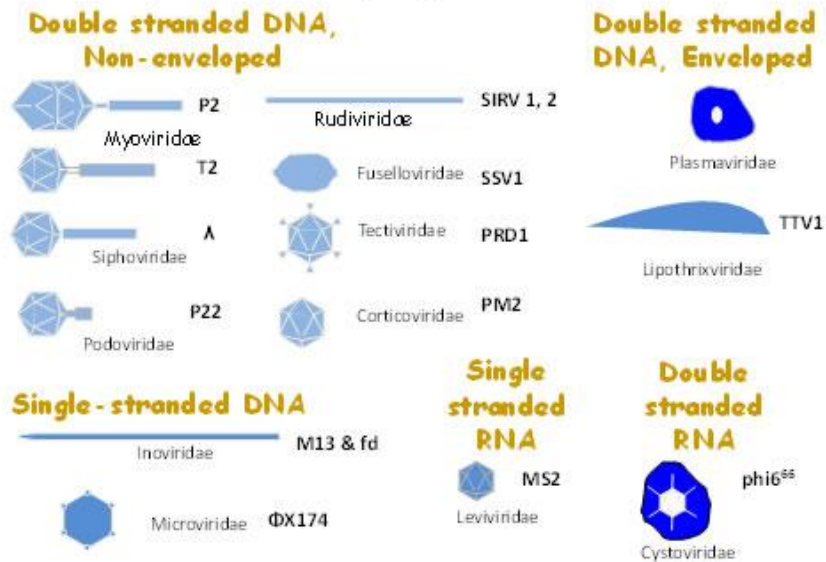 Double stranded DNA,
Non-enveloped
P2
Myoviridae
T2
λ
Siphoviridae
P22
Podoviridae
SIRV 1, 2
Rudiviridae
Fuselloviridae SSV1
Tectiviridae PRD1
Corticoviridae PM2
Double stranded
DNA, Enveloped
Plasmaviridae
TTV1
Lipothrixviridae
Single-stranded DNA
M13 & fd
Inoviridae
Microviridae ΦX174
Single
stranded
RNA
MS2
Leviviridae
Double
stranded
RNA
phi6⁶⁶
Cystoviridae